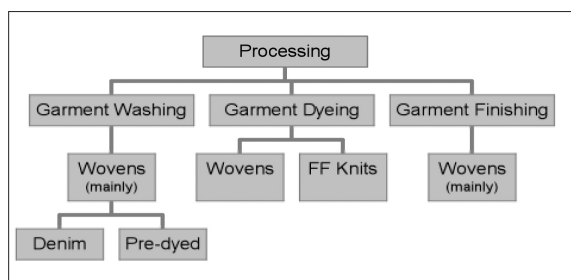 Processing
Garment Washing
Garment Dyeing
Garment Finishing
Wovens
(mainly)
Wovens
FF Knits
Wovens
(mainly)
Denim
Pre-dyed